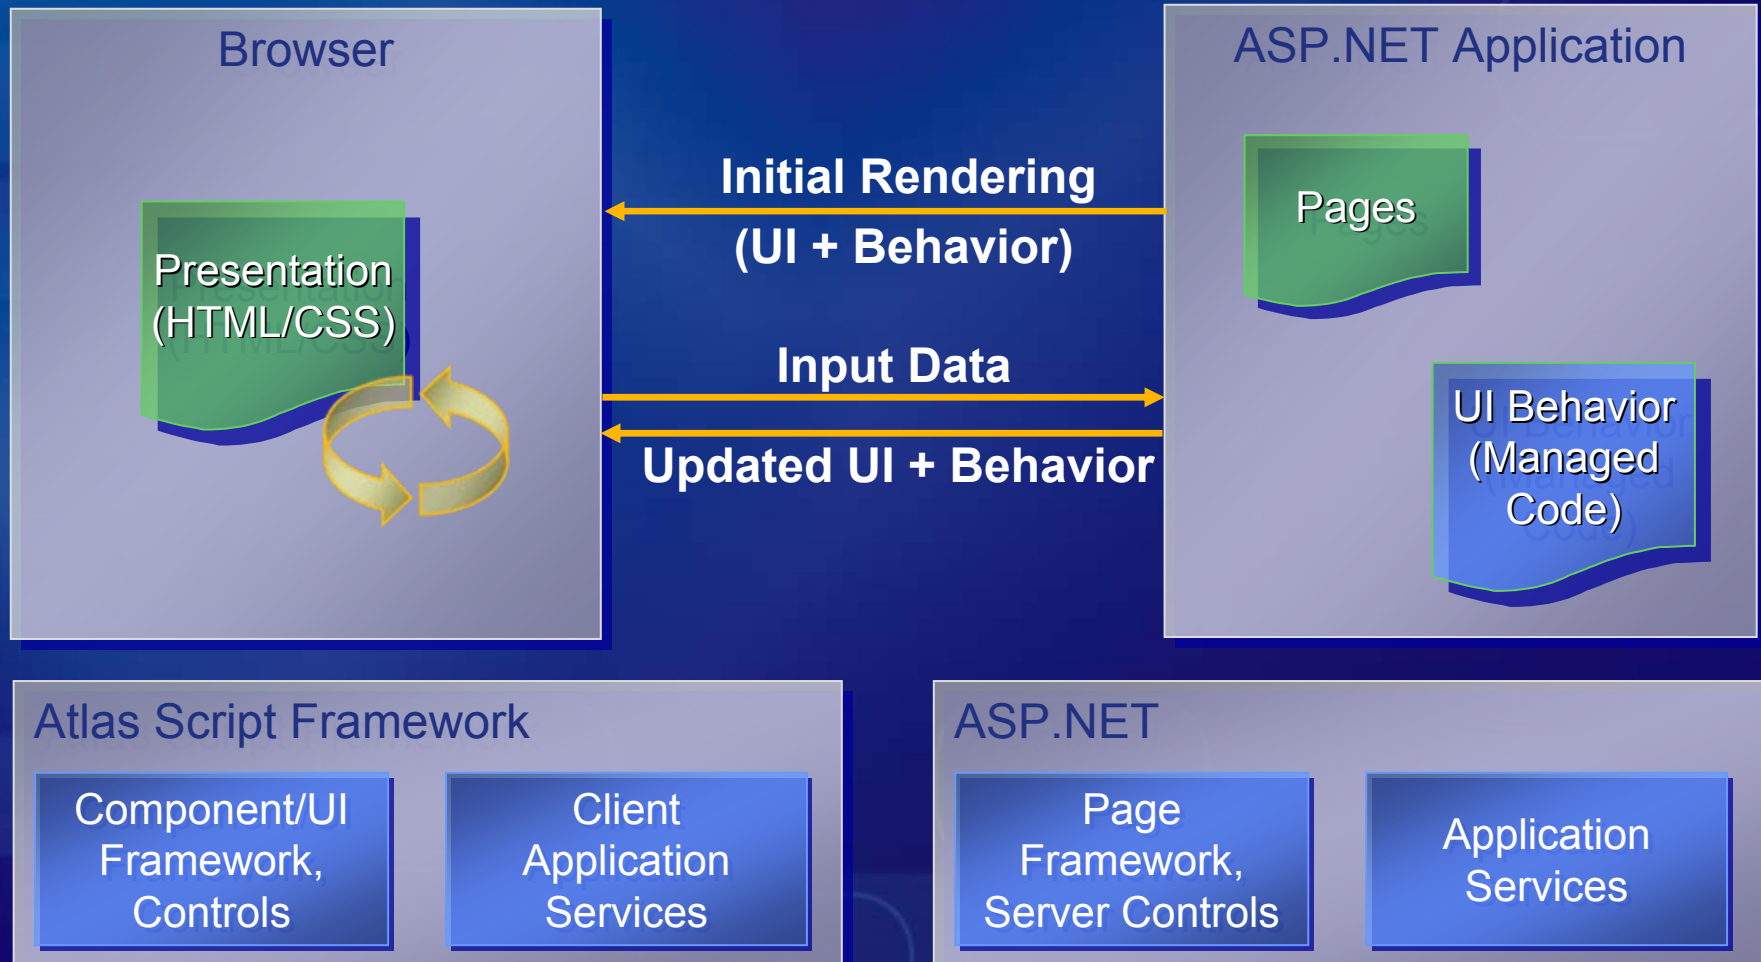 Browser
Presentation
(HTML/CSS)
Initial Rendering
(UI + Behavior)
Input Data
Updated UI + Behavior
ASP.NET Application
Pages
UI Behavior
(Managed
Code)
Atlas Script Framework
Component/UI
Framework,
Controls
Client
Application
Services
ASP.NET
Page
Framework,
Server Controls
Application
Services